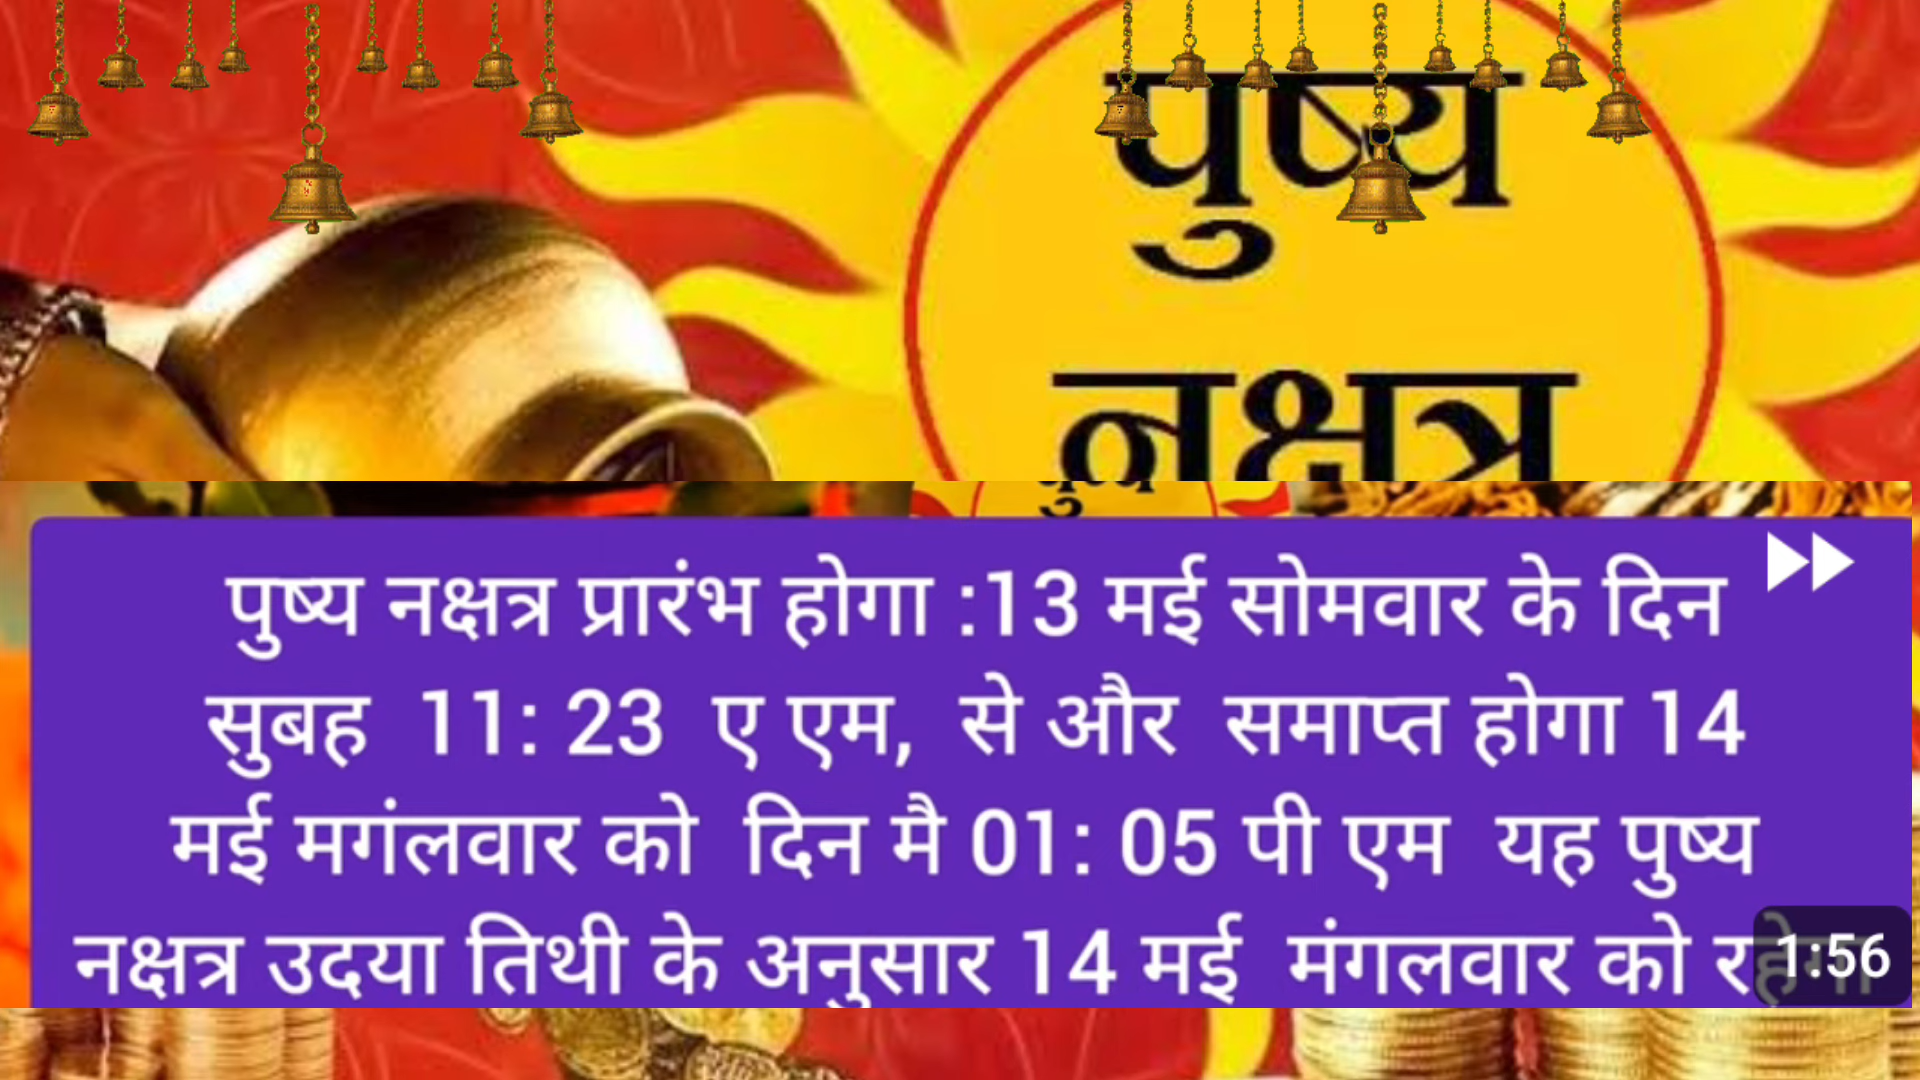 पुष्य
नक्षत्र
पुष्य
पुष्य नक्षत्र प्रारंभ होगा :13 मई सोमवार के दिन
सुबह 11: 23 ए एम, से और समाप्त होगा 14
मई मगंलवार को दिन मै 01: 05 पी एम यह पुष्य
नक्षत्र उदया तिथी के अनुसार 14 मई मंगलवार को रहेगा
1:56